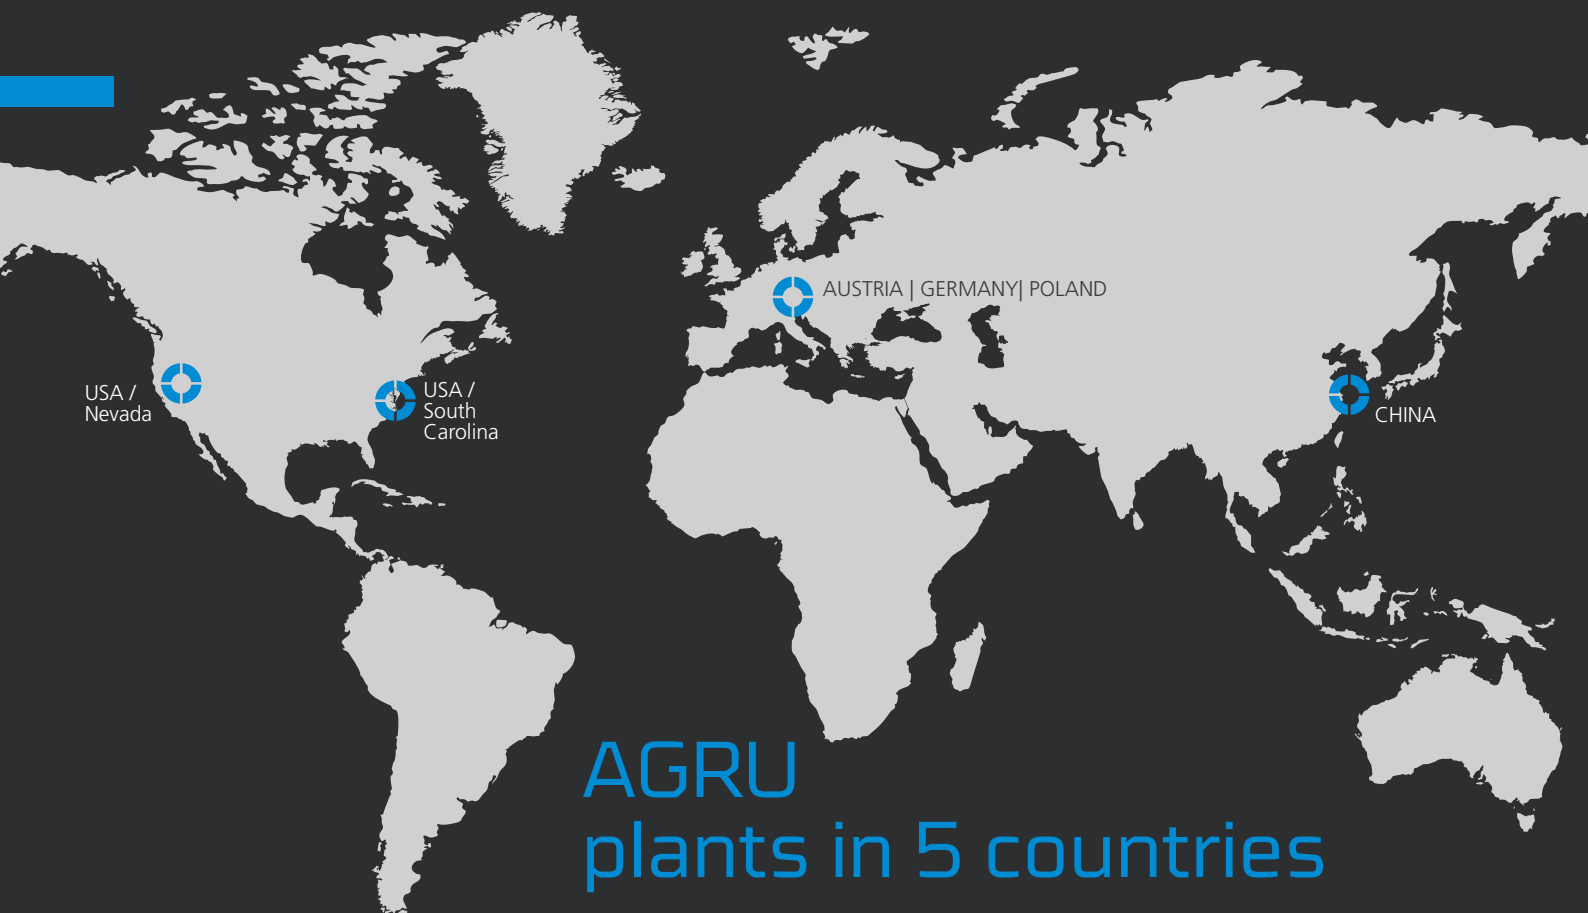 AUSTRIA | GERMANY| POLAND
USA /
Nevada
USA /
South
Carolina
CHINA
AGRU
plants in 5 countries